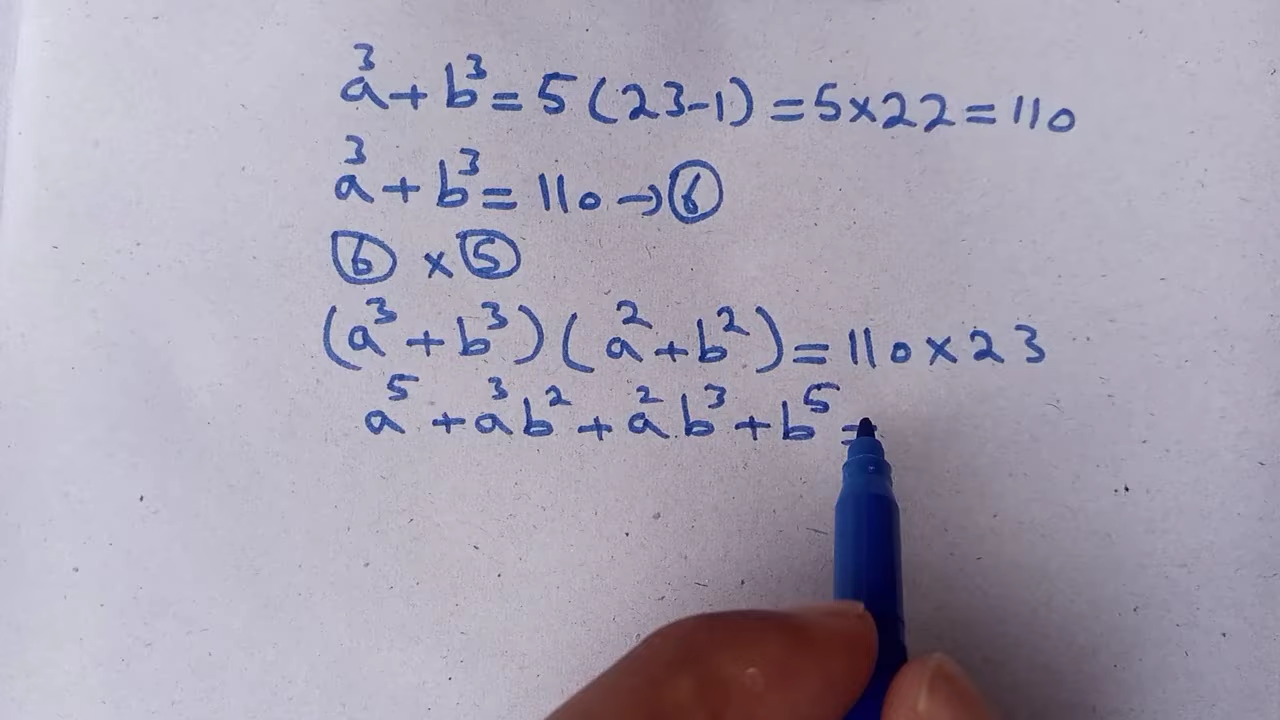 a³ + b³ = 5 (23-1) = 5×22 = 110
a³ + b³ = 110 → ⑥
⑥ × ⑤
(a³ + b³) (a² + b²) = 110 × 23
a⁵ + a³b² + a²b³ + b⁵ =